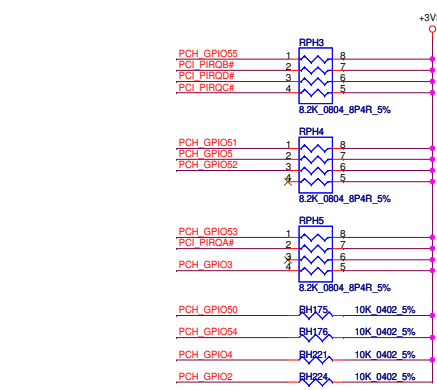 +3VS
RPH3
PCH_GPIO55 1 8
PCI_PIRQB# 2 7
PCI_PIRQD# 3 6
PCI_PIRQC# 4 5
8.2K_0804_8P4R_5%
RPH4
PCH_GPIO51 1 8
PCH_GPIO5 2 7
PCH_GPIO52 3 6
4 5
8.2K_0804_8P4R_5%
RPH5
PCH_GPIO53 1 8
PCI_PIRQA# 2 7
3 6
PCH_GPIO3 4 5
8.2K_0804_8P4R_5%
PCH_GPIO50 RH175 10K_0402_5%
PCH_GPIO54 RH176 10K_0402_5%
PCH_GPIO4 RH221 10K_0402_5%
PCH_GPIO2 RH224 10K_0402_5%